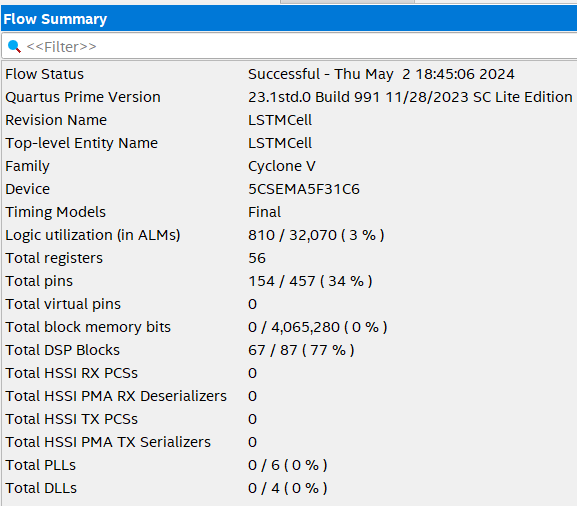 Flow Summary
<<Filter>>
Flow Status Successful - Thu May 2 18:45:06 2024
Quartus Prime Version 23.1std.0 Build 991 11/28/2023 SC Lite Edition
Revision Name LSTMCell
Top-level Entity Name LSTMCell
Family Cyclone V
Device 5CSEMA5F31C6
Timing Models Final
Logic utilization (in ALMs) 810 / 32,070 ( 3 % )
Total registers 56
Total pins 154 / 457 ( 34 % )
Total virtual pins 0
Total block memory bits 0 / 4,065,280 ( 0 % )
Total DSP Blocks 67 / 87 ( 77 % )
Total HSSI RX PCSs 0
Total HSSI PMA RX Deserializers 0
Total HSSI TX PCSs 0
Total HSSI PMA TX Serializers 0
Total PLLs 0 / 6 ( 0 % )
Total DLLs 0 / 4 ( 0 % )